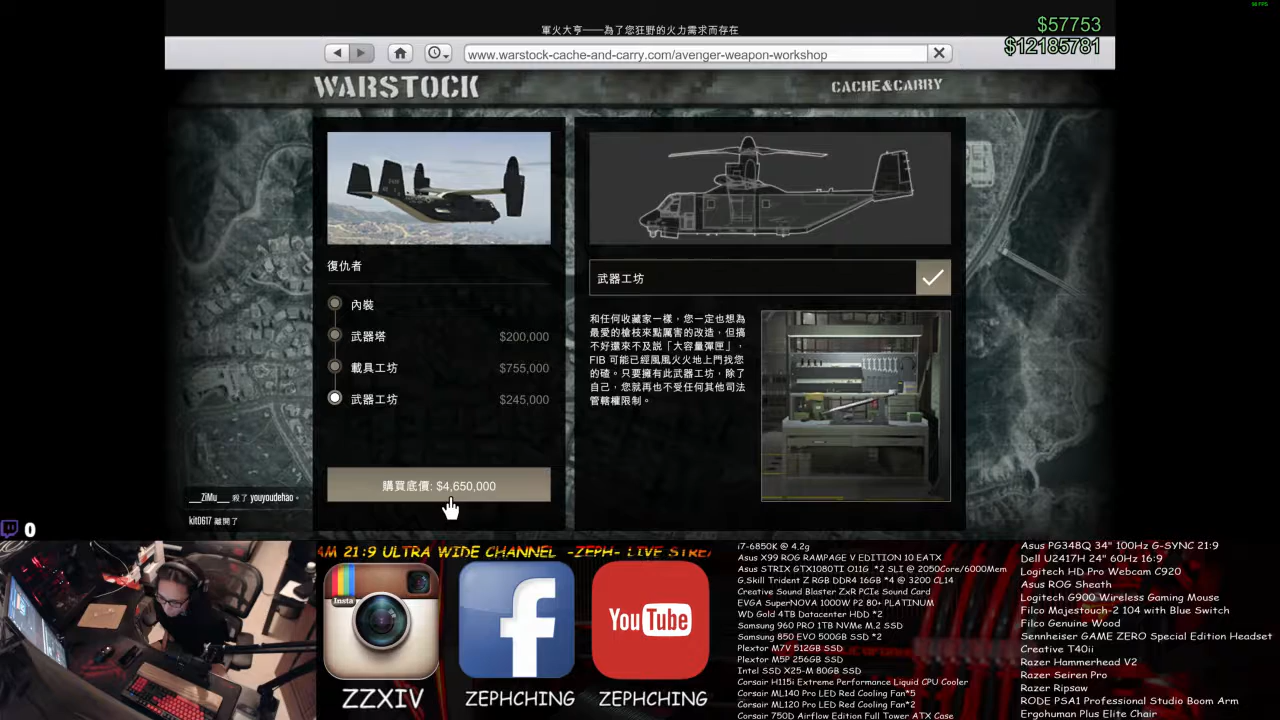 58 FPS
軍火大亨——為了您狂野的火力需求而存在
$57753
$12185781
www.warstock-cache-and-carry.com/avenger-weapon-workshop
WARSTOCK
CACHE&CARRY
復仇者
內裝
武器塔 $200,000
載具工坊 $755,000
武器工坊 $245,000
購買底價: $4,650,000
武器工坊
和任何收藏家一樣，您一定也想為
最愛的槍枝來點厲害的改造，但搞
不好還來不及說「大容量彈匣」，
FIB 可能已經風風火火地上門找您
的碴。只要擁有此武器工坊，除了
自己，您就再也不受任何其他司法
管轄權限制。
___ZiMu___ 殺了 youyoudehao。
kit0617 離開了
0
AM 21:9 ULTRA WIDE CHANNEL -ZEPH- LIVE STRE
Insta
ZZXIV
ZEPHCHING
YouTube
ZEPHCHING
i7-6850K @ 4.2g
Asus X99 ROG RAMPAGE V EDITION 10 EATX
Asus STRIX GTX1080TI O11G *2 SLI @ 2050Core/6000Mem
G.Skill Trident Z RGB DDR4 16GB *4 @ 3200 CL14
Creative Sound Blaster ZxR PCIe Sound Card
EVGA SuperNOVA 1000W P2 80+ PLATINUM
WD Gold 4TB Datacenter HDD *2
Samsung 960 PRO 1TB NVMe M.2 SSD
Samsung 850 EVO 500GB SSD *2
Plextor M7V 512GB SSD
Plextor M5P 256GB SSD
Intel SSD X25-M 80GB SSD
Corsair H115i Extreme Performance Liquid CPU Cooler
Corsair ML140 Pro LED Red Cooling Fan*5
Corsair ML120 Pro LED Red Cooling Fan*2
Corsair 750D Airflow Edition Full Tower ATX Case
Asus PG348Q 34" 100Hz G-SYNC 21:9
Dell U2417H 24" 60Hz 16:9
Logitech HD Pro Webcam C920
Asus ROG Sheath
Logitech G900 Wireless Gaming Mouse
Filco Majestouch-2 104 with Blue Switch
Filco Genuine Wood
Sennheiser GAME ZERO Special Edition Headset
Creative T40ii
Razer Hammerhead V2
Razer Seiren Pro
Razer Ripsaw
RODE PSA1 Professional Studio Boom Arm
Ergohuman Plus Elite Chair